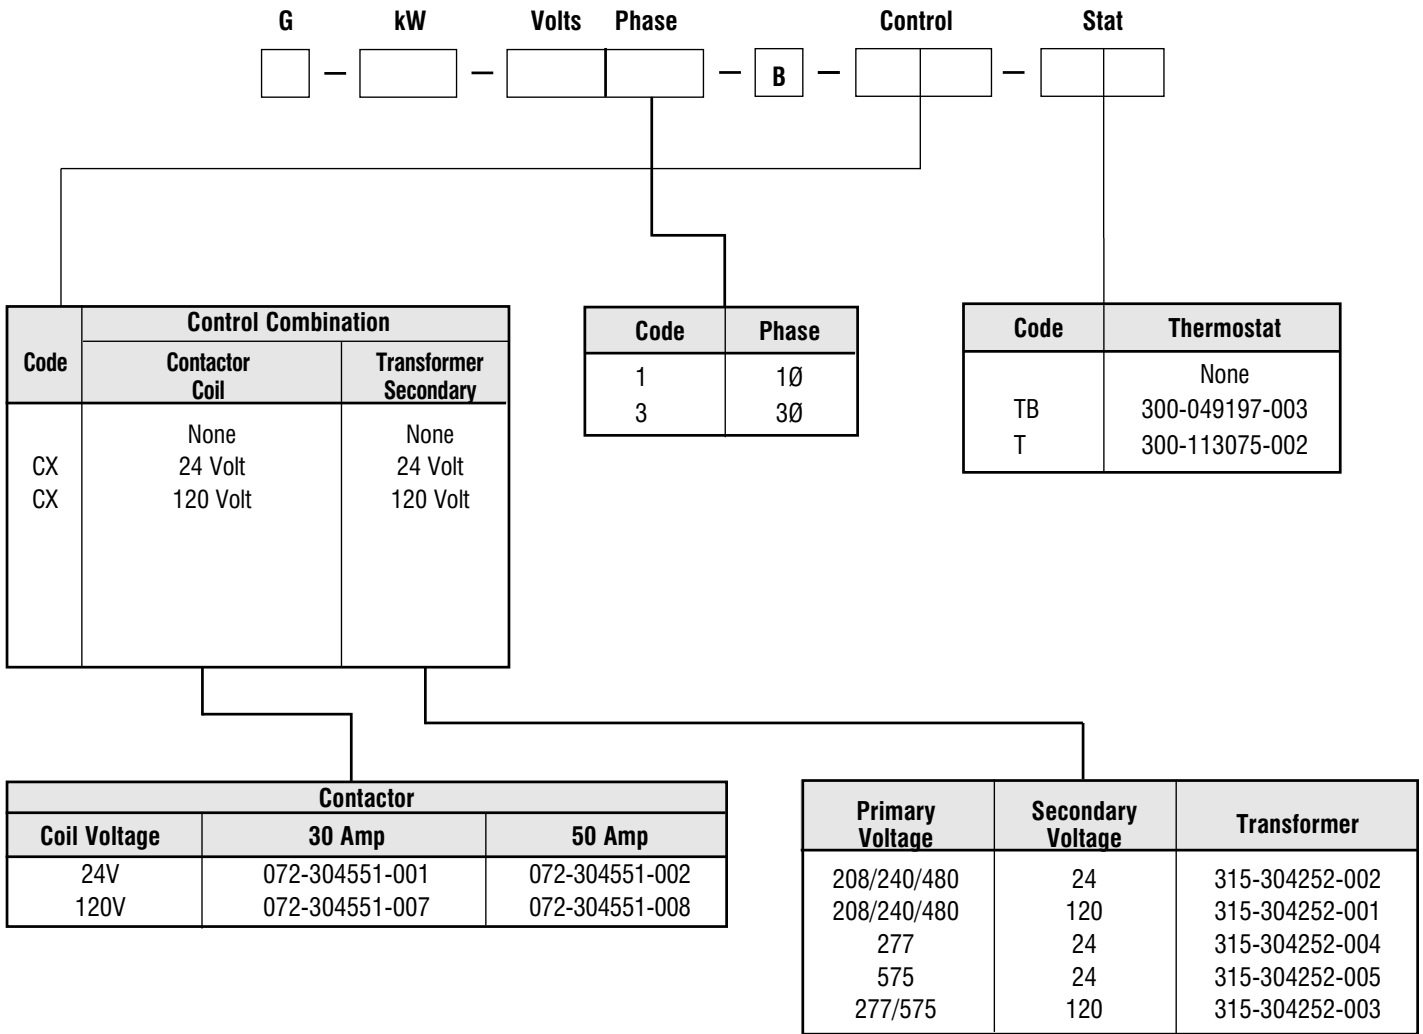 G kW Volts Phase Control Stat
— — — B — —
Control Combination
Code Contactor Coil Transformer Secondary
None None
CX 24 Volt 24 Volt
CX 120 Volt 120 Volt
Code Phase
1 1Ø
3 3Ø
Code Thermostat
None
TB 300-049197-003
T 300-113075-002
Contactor
Coil Voltage 30 Amp 50 Amp
24V 072-304551-001 072-304551-002
120V 072-304551-007 072-304551-008
Primary Voltage Secondary Voltage Transformer
208/240/480 24 315-304252-002
208/240/480 120 315-304252-001
277 24 315-304252-004
575 24 315-304252-005
277/575 120 315-304252-003